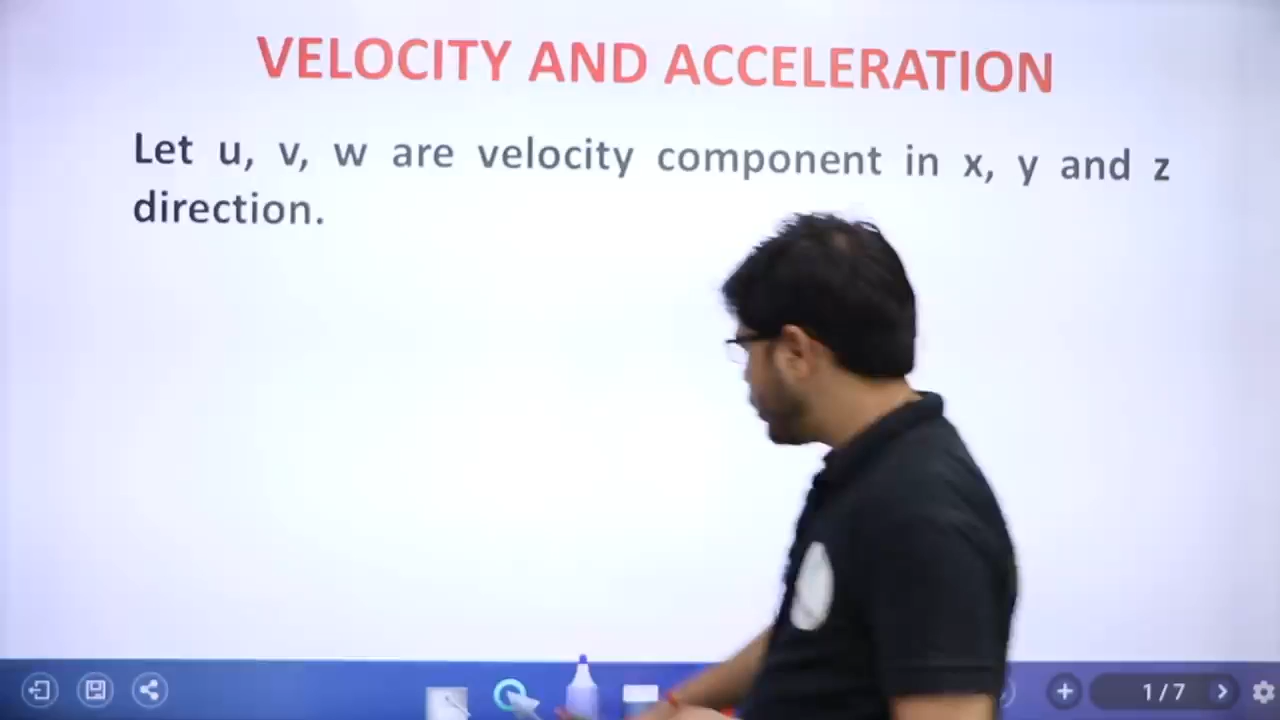 VELOCITY AND ACCELERATION
Let u, v, w are velocity component in x, y and z
direction.
1 / 7